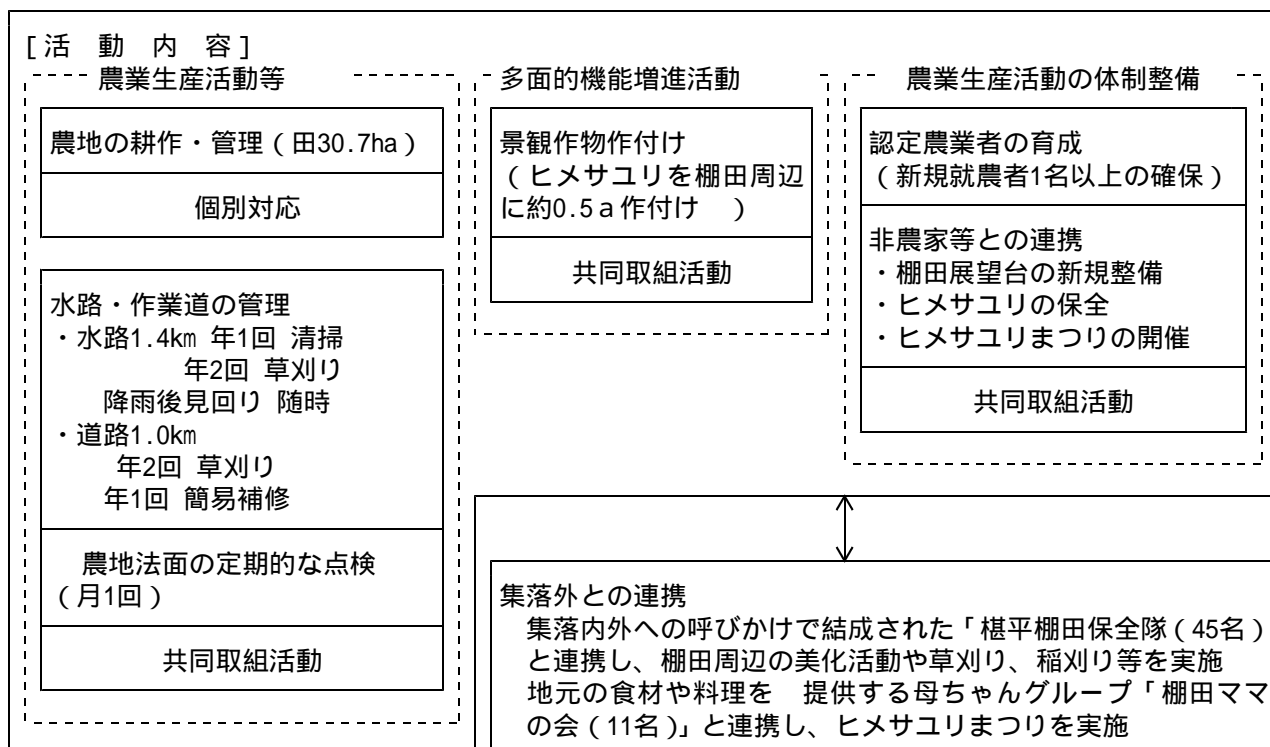 [活 動 内 容]
農業生産活動等
農地の耕作・管理（田30.7ha）
個別対応
水路・作業道の管理
・水路1.4㎞ 年1回 清掃
年2回 草刈り
降雨後見回り 随時
・道路1.0㎞
年2回 草刈り
年1回 簡易補修
農地法面の定期的な点検
（月1回）
共同取組活動
多面的機能増進活動
景観作物作付け
（ヒメサユリを棚田周辺
に約0.5ａ作付け ）
共同取組活動
農業生産活動の体制整備
認定農業者の育成
（新規就農者1名以上の確保）
非農家等との連携
・棚田展望台の新規整備
・ヒメサユリの保全
・ヒメサユリまつりの開催
共同取組活動
集落外との連携
集落内外への呼びかけで結成された「椹平棚田保全隊（45名）
と連携し、棚田周辺の美化活動や草刈り、稲刈り等を実施
地元の食材や料理を 提供する母ちゃんグループ「棚田ママ
の会（11名）」と連携し、ヒメサユリまつりを実施